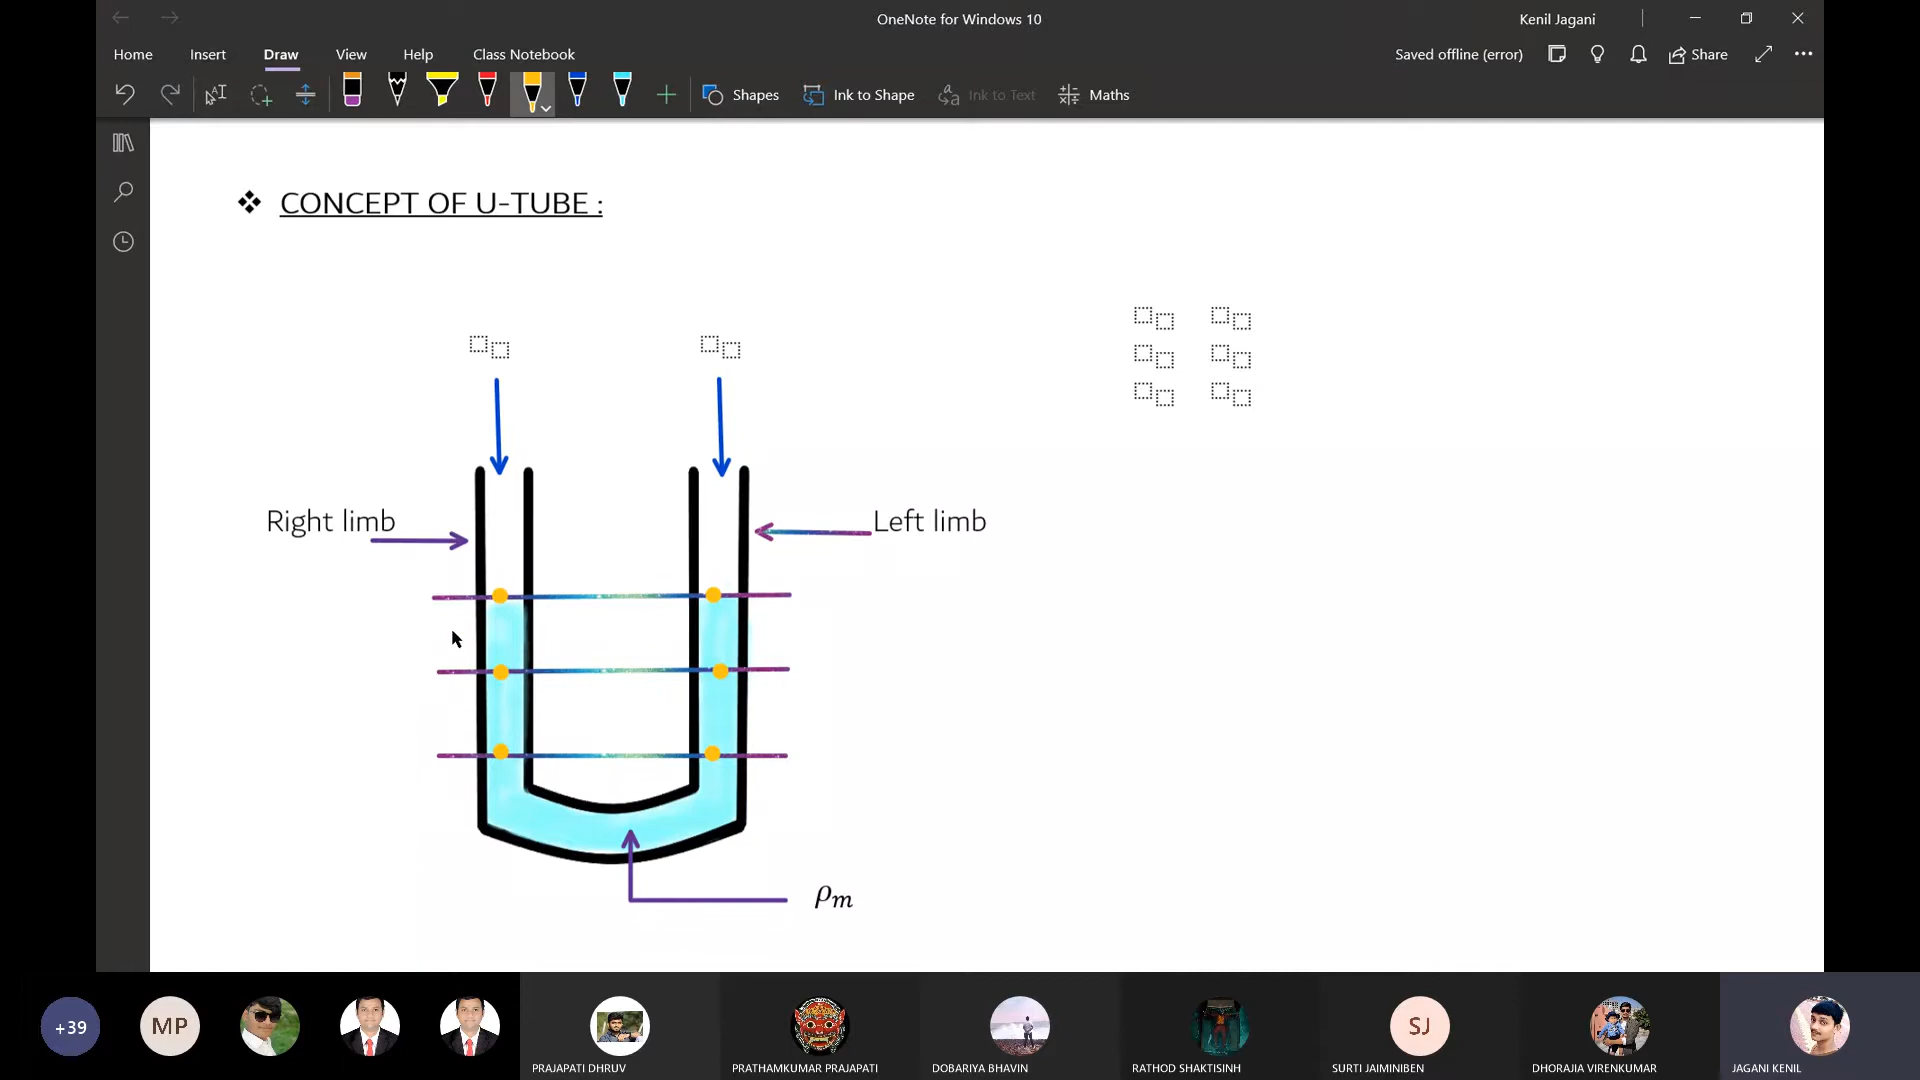 OneNote for Windows 10
Kenil Jagani
Home Insert Draw View Help Class Notebook
Saved offline (error) Share
Shapes Ink to Shape Ink to Text Maths
❖ CONCEPT OF U-TUBE :
Right limb
Left limb
ρm
+39
MP
SJ
PRAJAPATI DHRUV
PRATHAMKUMAR PRAJAPATI
DOBARIYA BHAVIN
RATHOD SHAKTISINH
SURTI JAIMINIBEN
DHORAJIA VIRENKUMAR
JAGANI KENIL